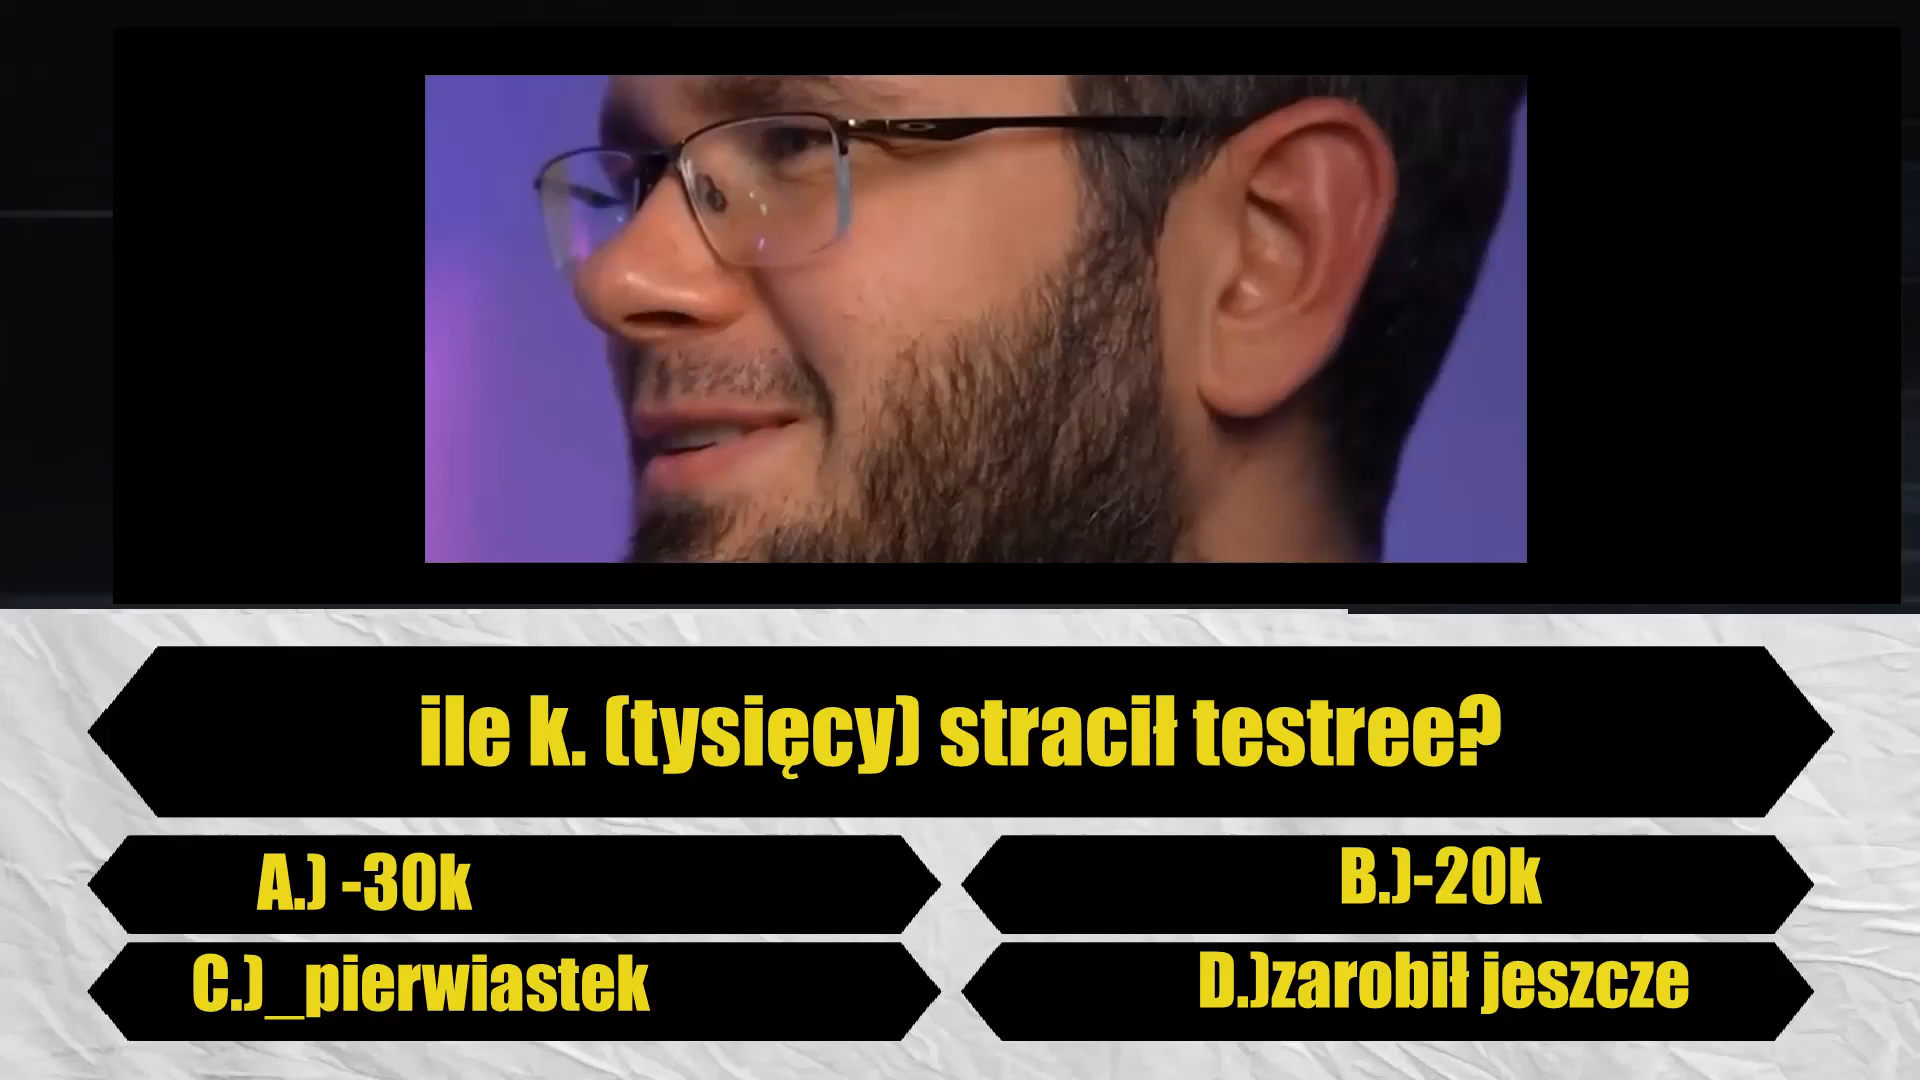 ile k. (tysięcy) stracił testree?
A.) -30k
B.)-20k
C.)_pierwiastek
D.)zarobił jeszcze